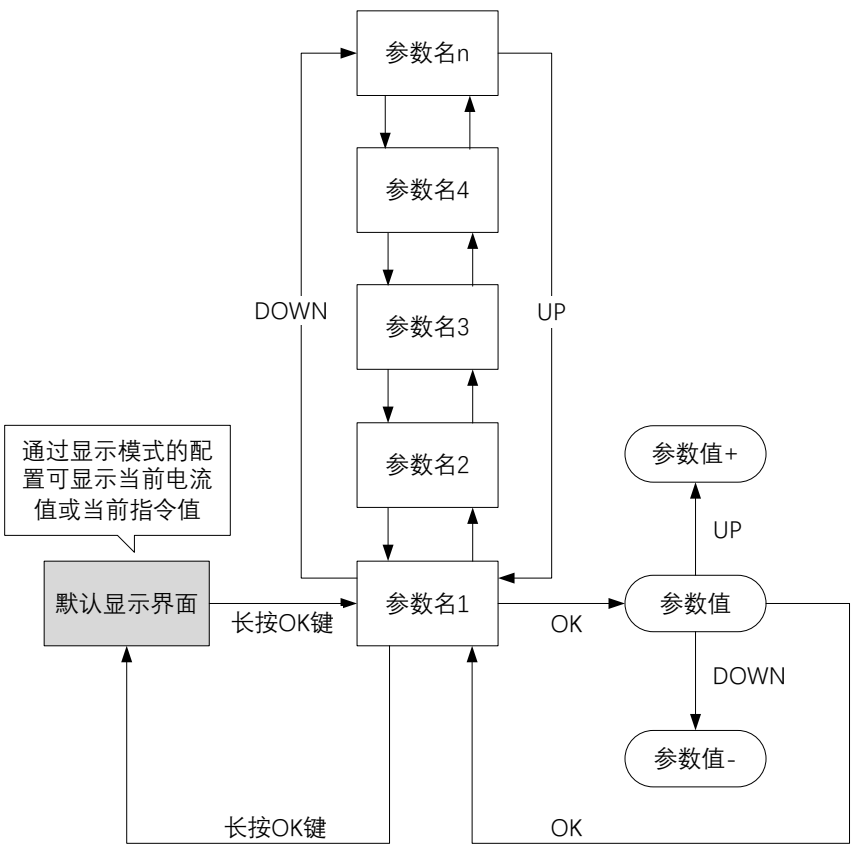 参数名n
参数名4
DOWN
UP
参数名3
通过显示模式的配
置可显示当前电流
值或当前指令值
参数名2
参数值+
UP
默认显示界面
长按OK键
参数名1
OK
参数值
DOWN
参数值-
长按OK键
OK